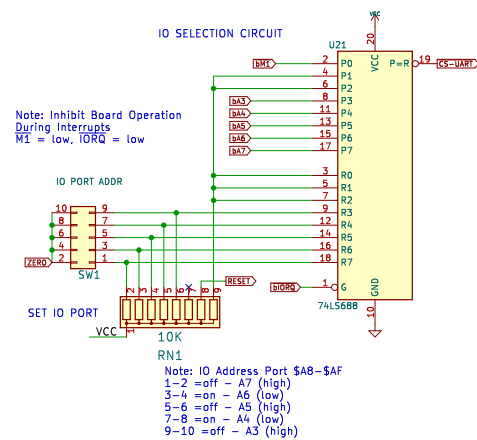 IO SELECTION CIRCUIT
VCC
U21
20
VCC
bM1 2 P0 P=R 19 CS-UART
4 P1
6 P2
bA3 8 P3
bA4 11 P4
bA5 13 P5
bA6 15 P6
bA7 17 P7
Note: Inhibit Board Operation
During Interrupts
M1 = low, IORQ = low
3 R0
5 R1
7 R2
9 R3
12 R4
14 R5
16 R6
18 R7
IO PORT ADDR
10 9
8 7
6 5
4 3
ZERO 2 1
SW1
RESET
bIORQ 1 G
GND
10
74LS688
2 3 4 5 6 7 8 9
SET IO PORT
VCC
1
10K
RN1
Note: IO Address Port $A8-$AF
1-2 =off - A7 (high)
3-4 =on - A6 (low)
5-6 =off - A5 (high)
7-8 =on - A4 (low)
9-10 =off - A3 (high)